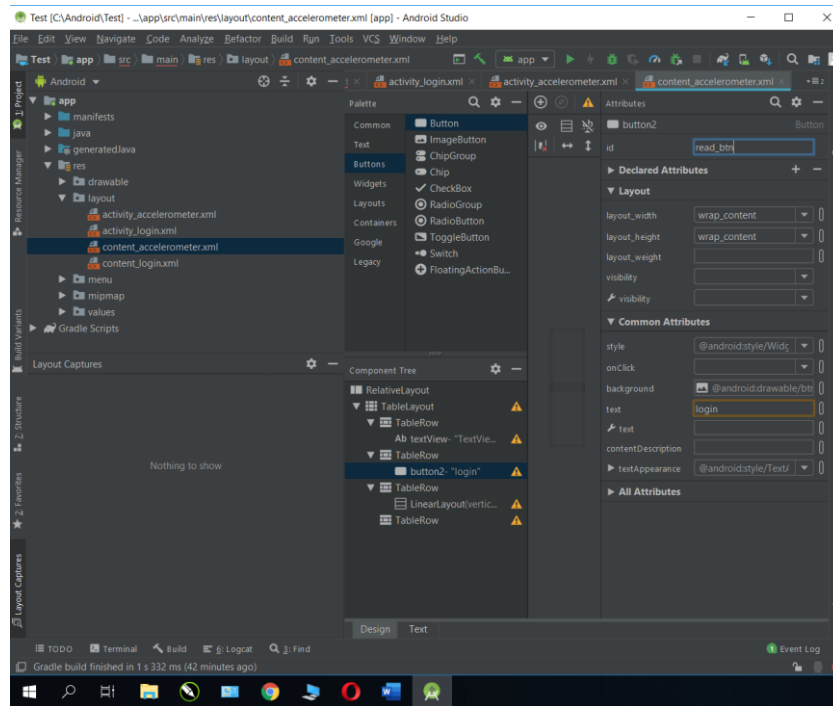 Test [C:\Android\Test] - ...\app\src\main\res\layout\content_accelerometer.xml [app] - Android Studio
File Edit View Navigate Code Analyze Refactor Build Run Tools VCS Window Help
Test app src main res layout content_accelerometer.xml app
Android activity_login.xml activity_accelerometer.xml content_accelerometer.xml
1: Project
Resource Manager
Build Variants
Z: Structure
2: Favorites
Layout Captures
app
manifests
java
generatedJava
res
drawable
layout
activity_accelerometer.xml
activity_login.xml
content_accelerometer.xml
content_login.xml
menu
mipmap
values
Gradle Scripts
Layout Captures
Nothing to show
Palette
Common
Text
Buttons
Widgets
Layouts
Containers
Google
Legacy
Button
ImageButton
ChipGroup
Chip
CheckBox
RadioGroup
RadioButton
ToggleButton
Switch
FloatingActionBu...
Component Tree
RelativeLayout
TableLayout
TableRow
Ab textView- "TextVie...
TableRow
button2- "login"
TableRow
LinearLayout(vertic...
TableRow
Design Text
Attributes
button2 Button
id read_btn
Declared Attributes
Layout
layout_width wrap_content
layout_height wrap_content
layout_weight
visibility
visibility
Common Attributes
style @android:style/Widg
onClick
background @android:drawable/bt
text login
text
contentDescription
textAppearance @android:style/TextA
All Attributes
TODO Terminal Build 6: Logcat 3: Find 1 Event Log
Gradle build finished in 1 s 332 ms (42 minutes ago)